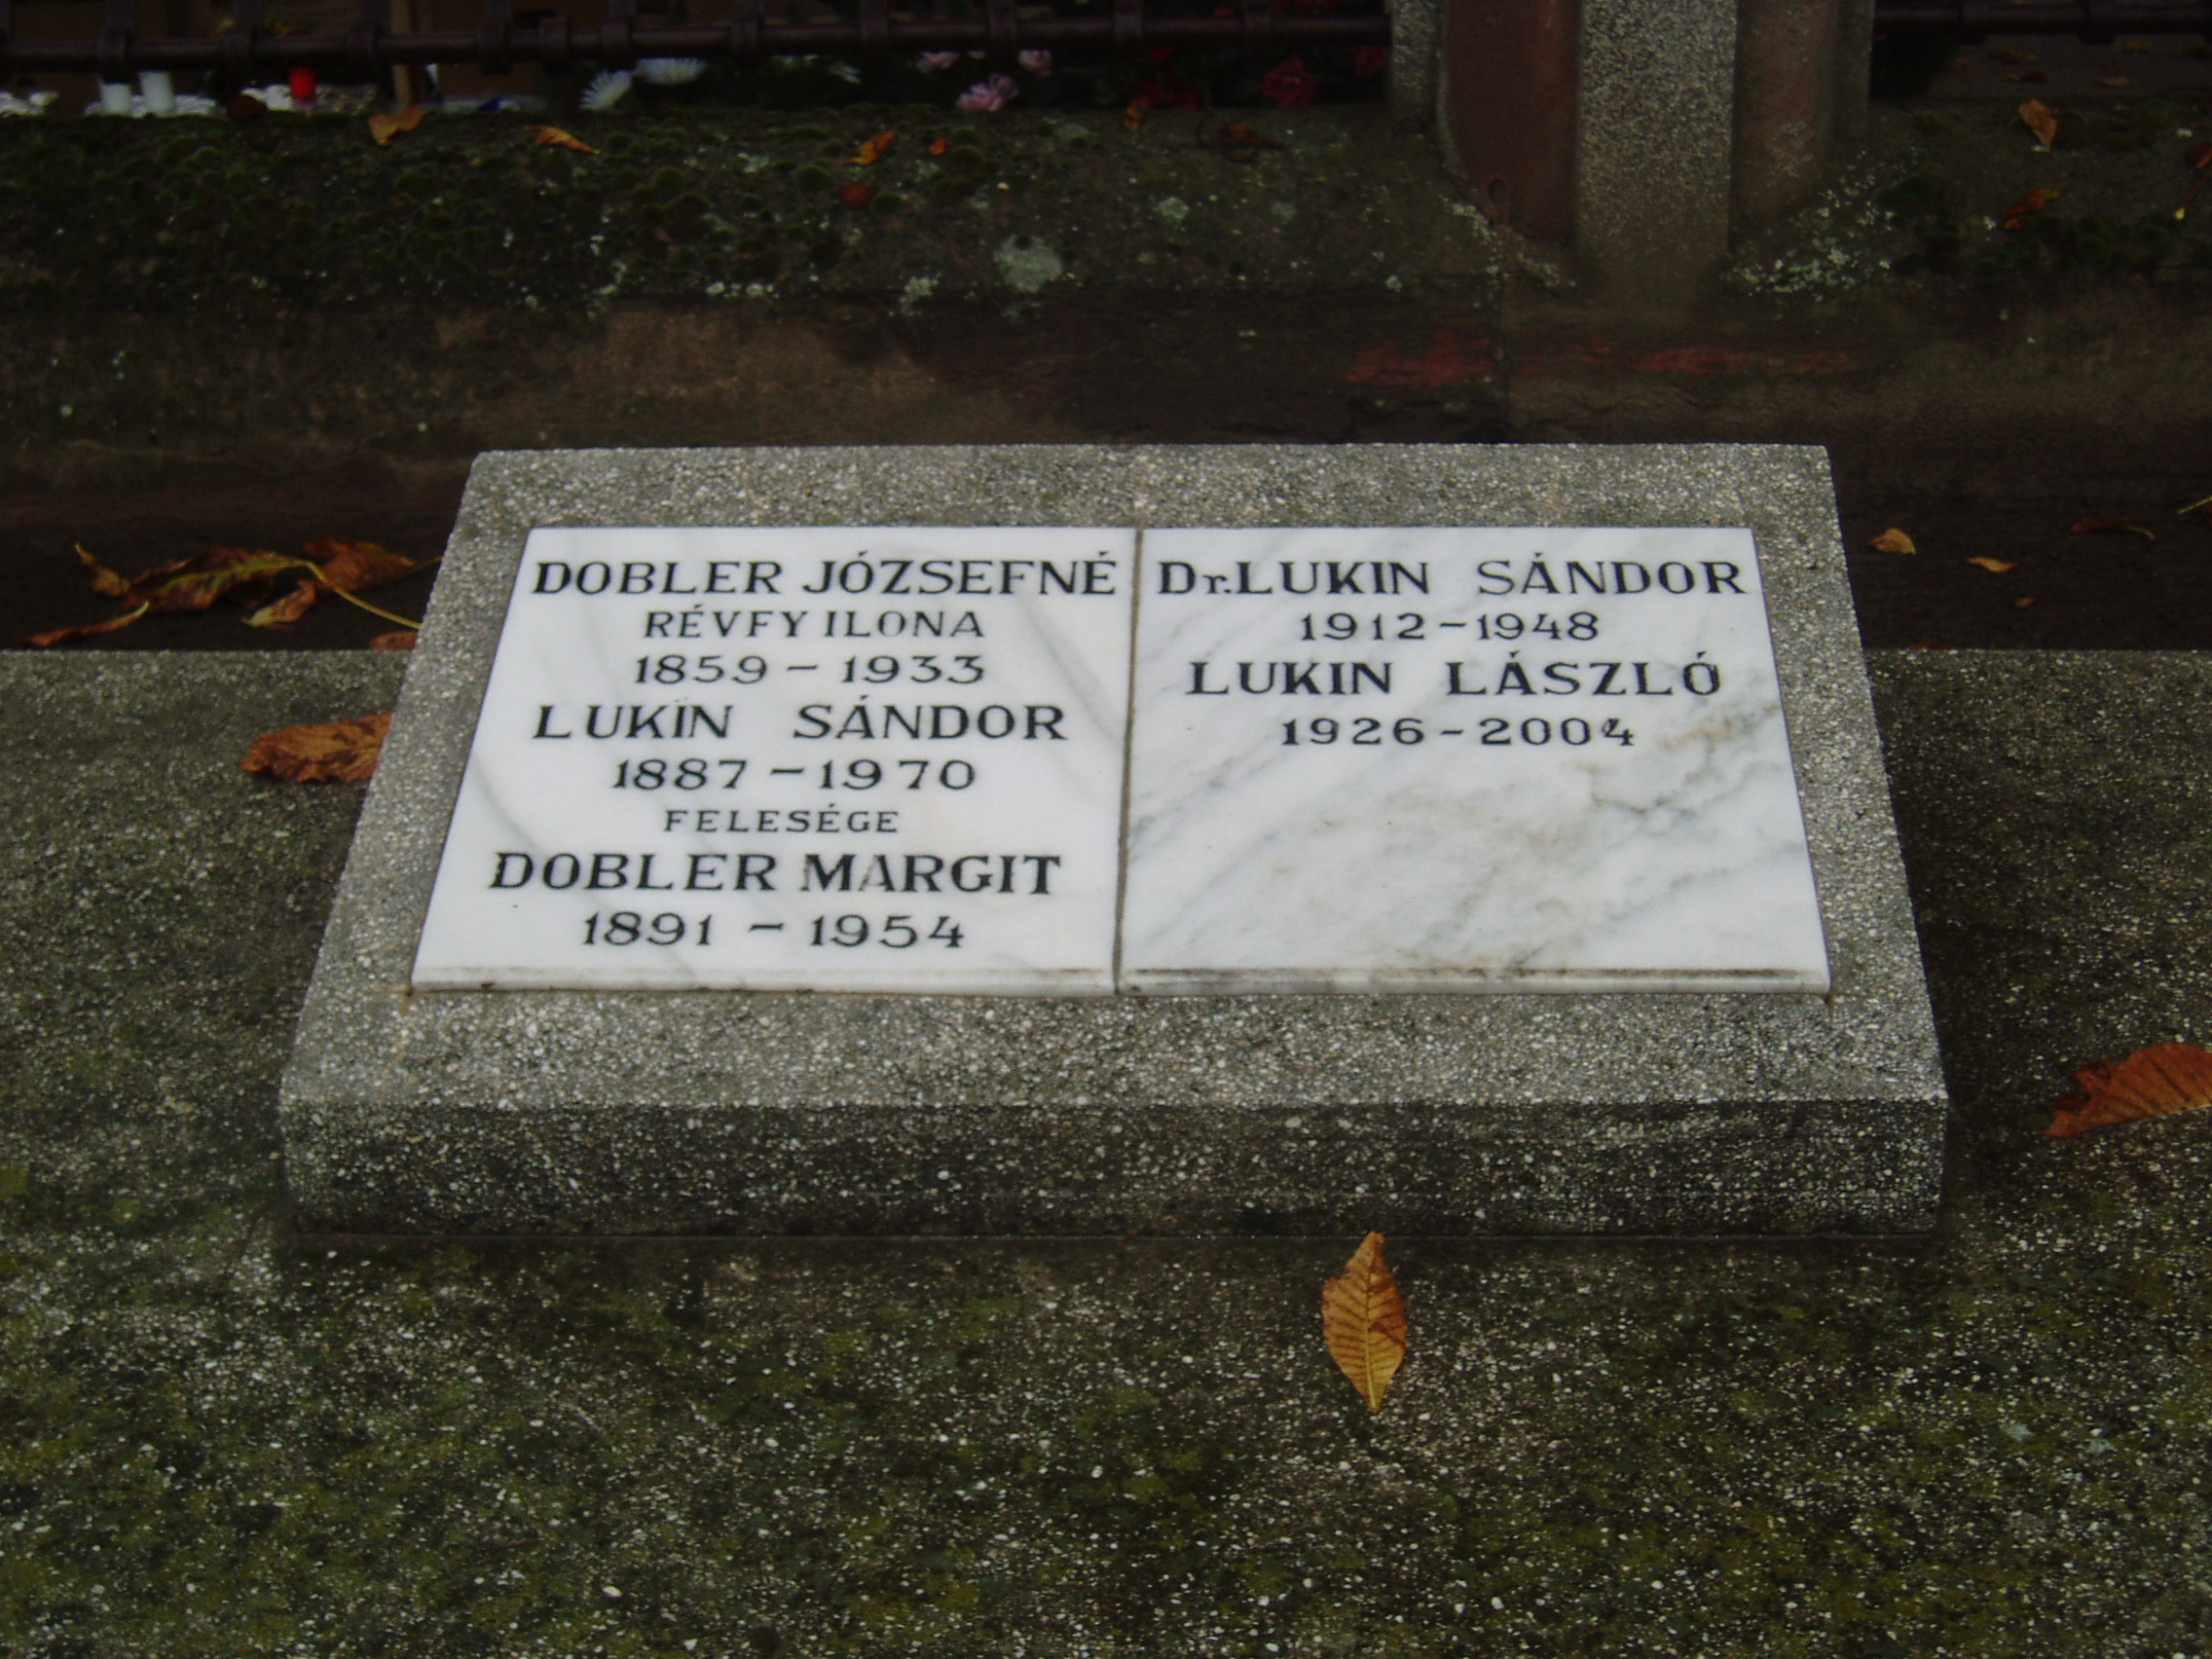 DOBLER JÓZSEFNÉ
RÉVFY ILONA
1859 - 1933
LUKIN SÁNDOR
1887 - 1970
FELESÉGE
DOBLER MARGIT
1891 - 1954
Dr. LUKIN SÁNDOR
1912 - 1948
LUKIN LÁSZLÓ
1926 - 2004